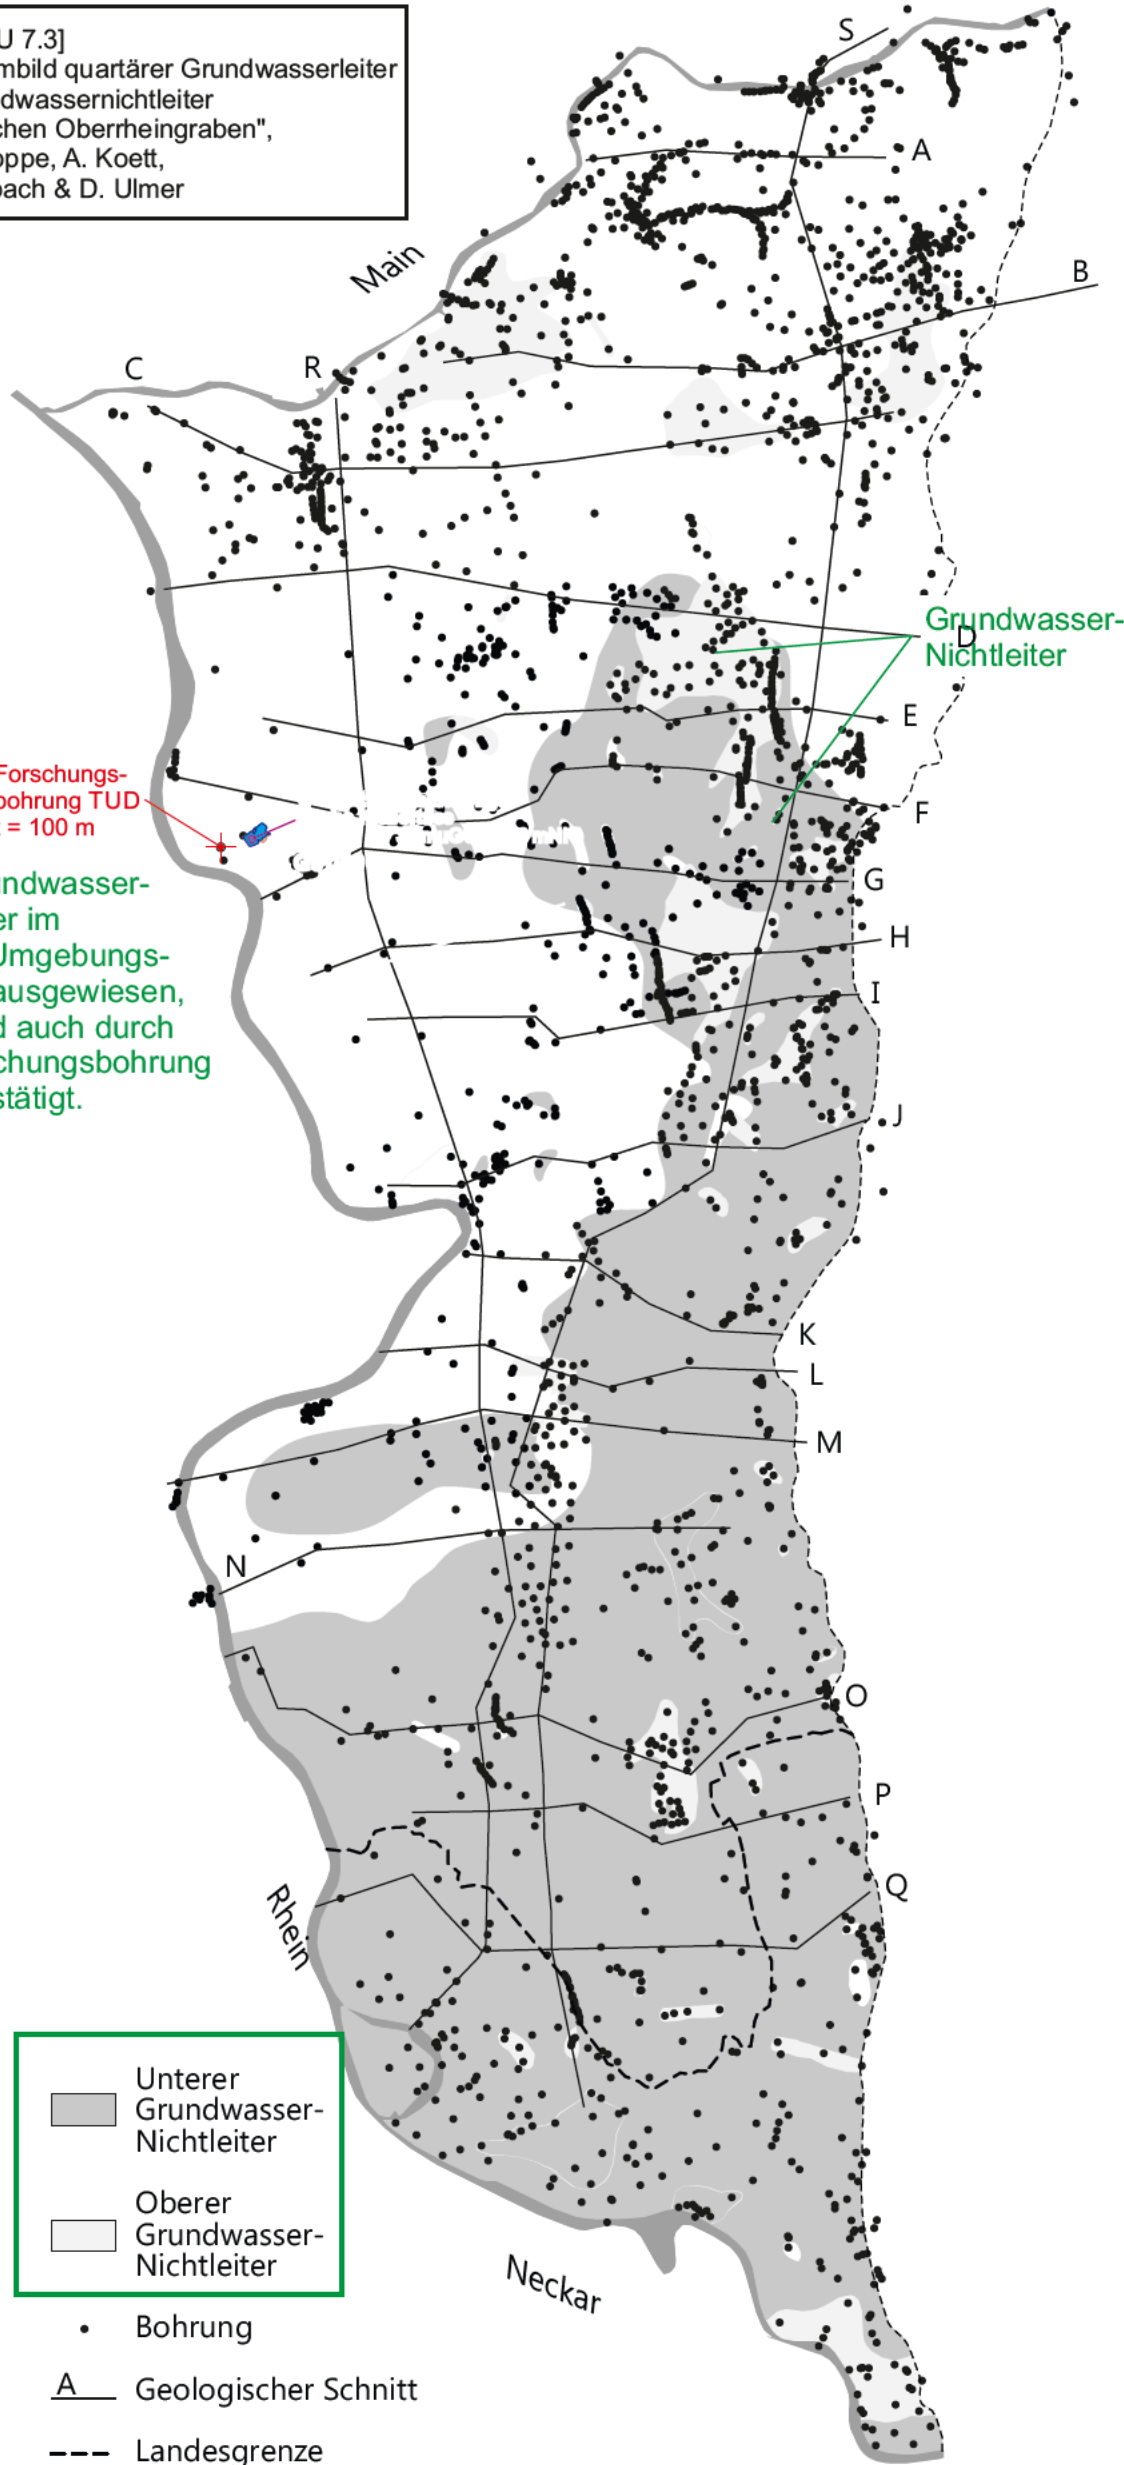 U 7.3]
mbild quartärer Grundwasserleiter
dwassernichtleiter
chen Oberrheingraben",
oppe, A. Koett,
bach & D. Ulmer
S
A
Main
B
C
R
Grundwasser-
D
Nichtleiter
E
Forschungs-
bohrung TUD
= 100 m
F
ndwasser-
er im
Umgebungs-
ausgewiesen,
d auch durch
chungsbohrung
stätigt.
G
H
I
J
K
L
M
N
O
P
Q
Rhein
Unterer
Grundwasser-
Nichtleiter
Oberer
Grundwasser-
Nichtleiter
Neckar
Bohrung
A Geologischer Schnitt
Landesgrenze